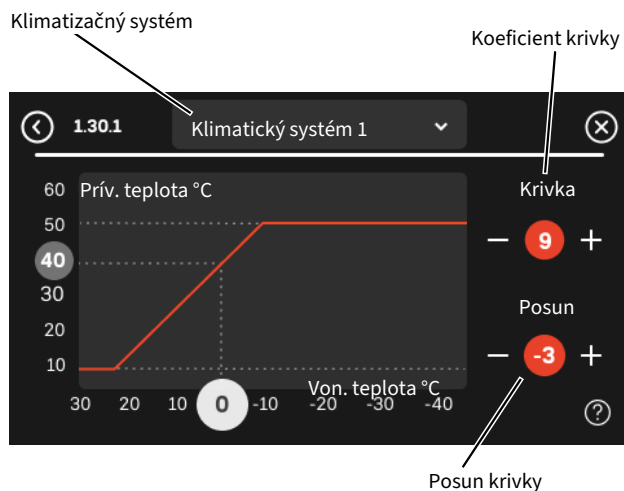 Klimatizačný systém
Koeficient krivky
1.30.1
Klimatický systém 1
Krivka
60
Prív. teplota °C
50
40
30
20
10
9
Posun
-3
Von. teplota °C
30 20 10 0 -10 -20 -30 -40
Posun krivky